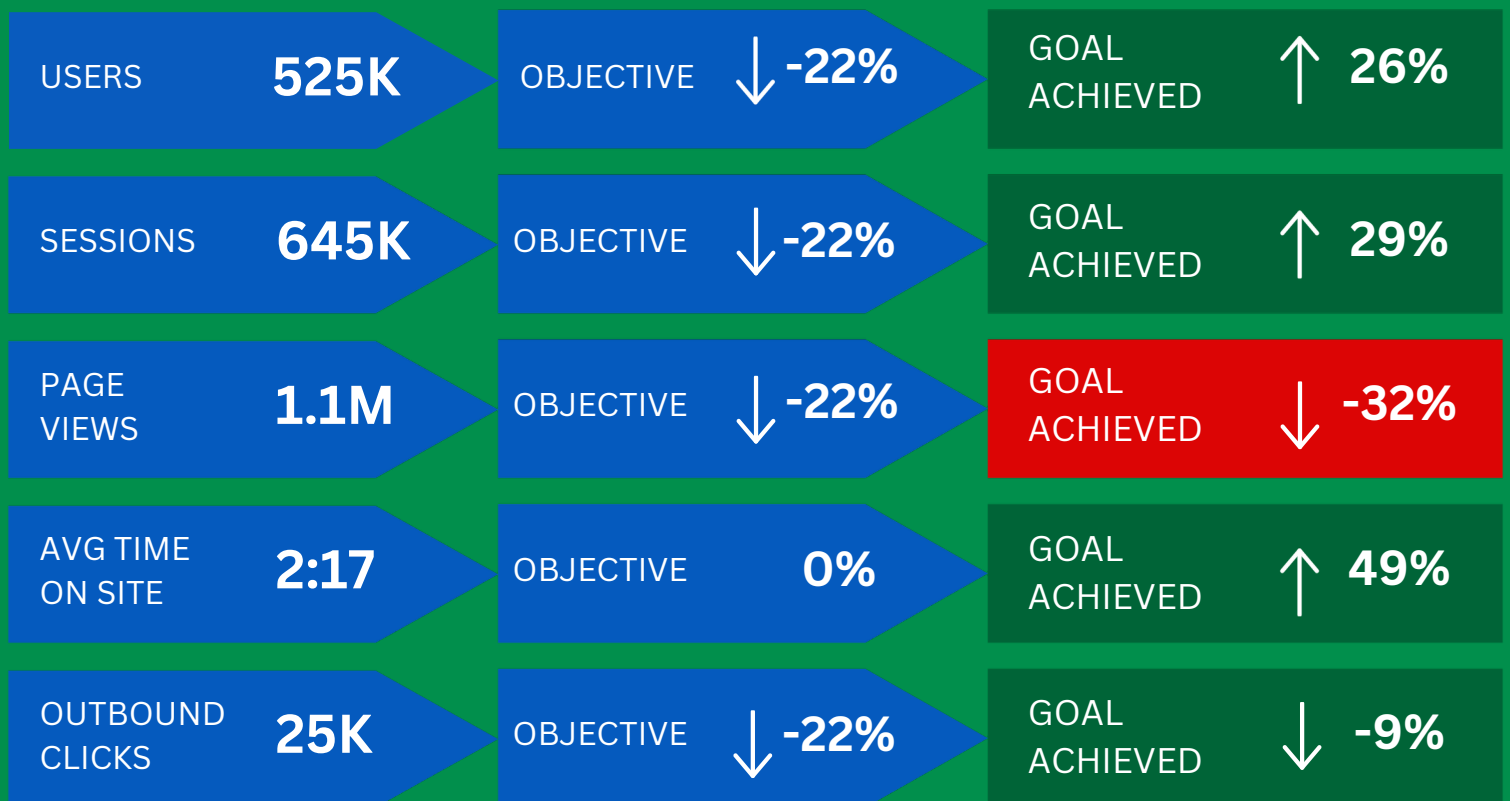 USERS 525K OBJECTIVE ↓ -22% GOAL ACHIEVED ↑ 26%
SESSIONS 645K OBJECTIVE ↓ -22% GOAL ACHIEVED ↑ 29%
PAGE VIEWS 1.1M OBJECTIVE ↓ -22% GOAL ACHIEVED ↓ -32%
AVG TIME ON SITE 2:17 OBJECTIVE 0% GOAL ACHIEVED ↑ 49%
OUTBOUND CLICKS 25K OBJECTIVE ↓ -22% GOAL ACHIEVED ↓ -9%